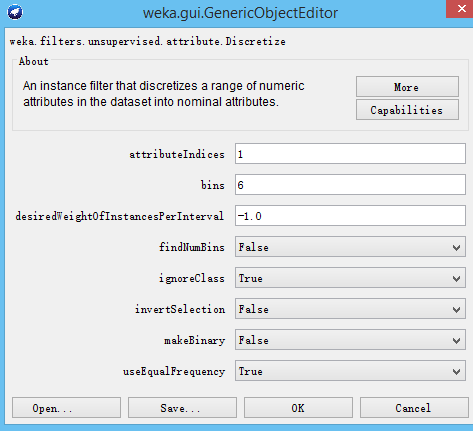 weka.gui.GenericObjectEditor
weka.filters.unsupervised.attribute.Discretize
About
An instance filter that discretizes a range of numeric
attributes in the dataset into nominal attributes.
More
Capabilities
attributeIndices 1
bins 6
desiredWeightOfInstancesPerInterval -1.0
findNumBins False
ignoreClass True
invertSelection False
makeBinary False
useEqualFrequency True
Open... Save... OK Cancel